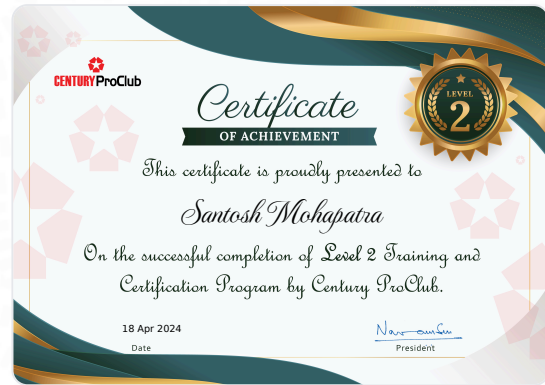 CENTURY ProClub
Certificate
OF ACHIEVEMENT
LEVEL
2
This certificate is proudly presented to
Santosh Mohapatra
On the successful completion of Level 2 Training and
Certification Program by Century ProClub.
18 Apr 2024
Date
President